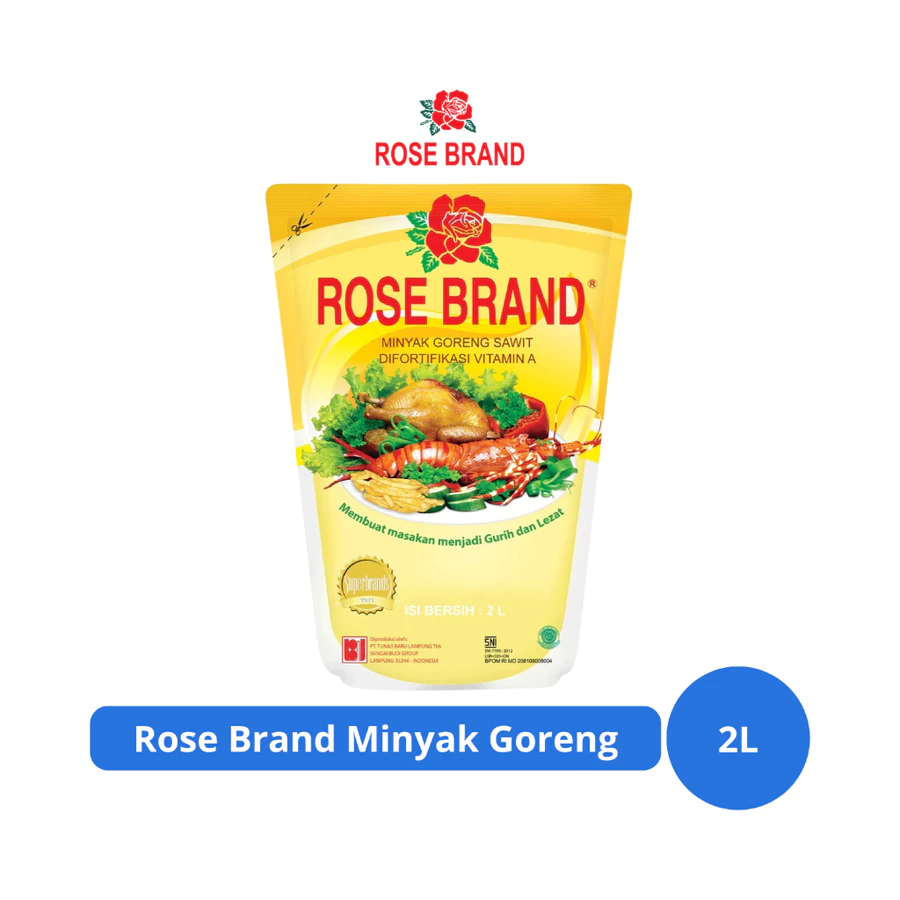 ROSE BRAND
ROSE BRAND®
MINYAK GORENG SAWIT
DIFORTIFIKASI VITAMIN A
Membuat masakan menjadi Gurih dan Lezat
Superbrands
ISI BERSIH : 2 L
Diproduksi oleh:
PT TUNAS BARU LAMPUNG Tbk
SUNGAI BUDI GROUP
LAMPUNG 35244 - INDONESIA
SNI
BPOM RI MD 208108008004
Rose Brand Minyak Goreng
2L